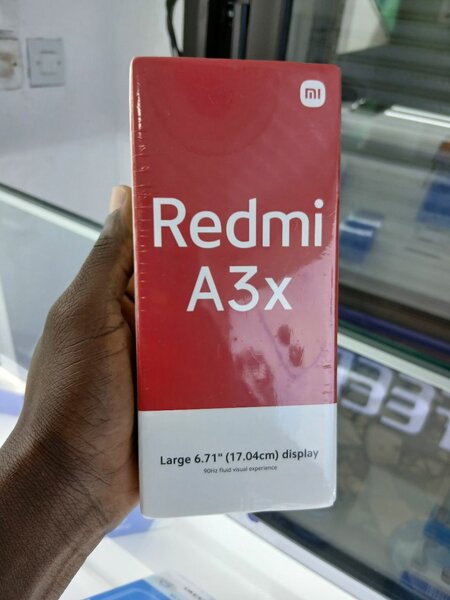 mi
Redmi
A3x
Large 6.71" (17.04cm) display
90Hz fluid visual experience